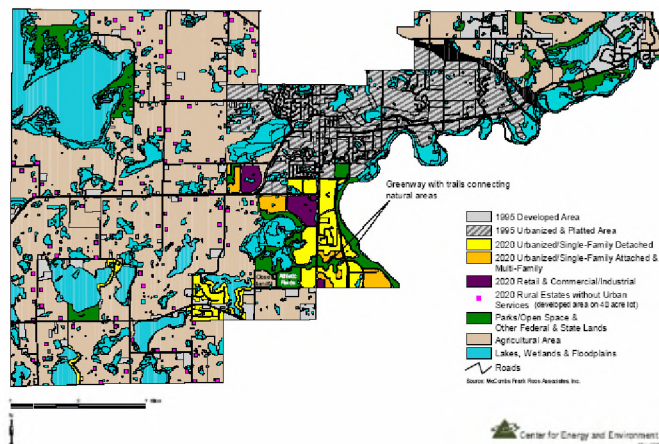 Greenway with trails connecting
natural areas
1995 Developed Area
1995 Urbanized & Platted Area
2020 Urbanized/Single-Family Detached
2020 Urbanized/Single-Family Attached &
Multi-Family
2020 Retail & Commercial/Industrial
2020 Rural Estates without Urban
Services (developed area on 40 acre lot)
Parks/Open Space &
Other Federal & State Lands
Agricultural Area
Lakes, Wetlands & Floodplains
Roads
Athletic
Fields
Source: McCombs Frank Roos Associates, Inc.
Center for Energy and Environment